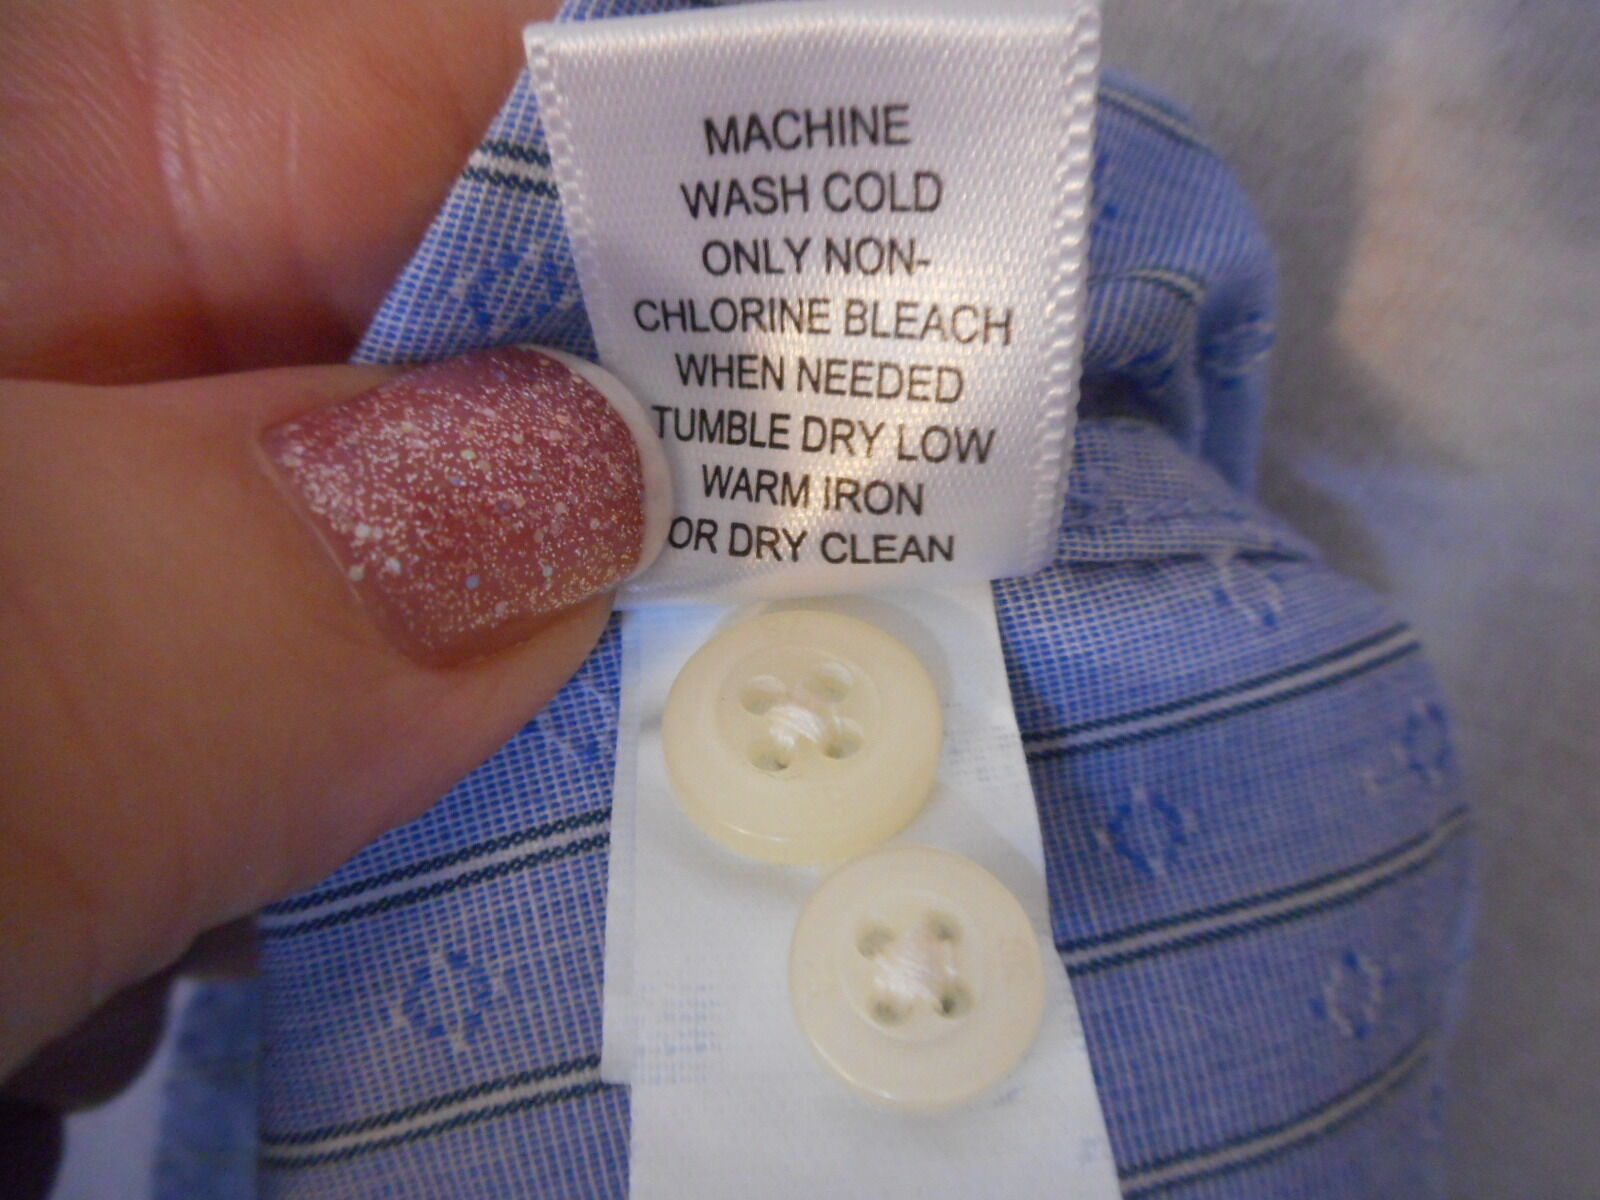 MACHINE
WASH COLD
ONLY NON-
CHLORINE BLEACH
WHEN NEEDED
TUMBLE DRY LOW
WARM IRON
OR DRY CLEAN